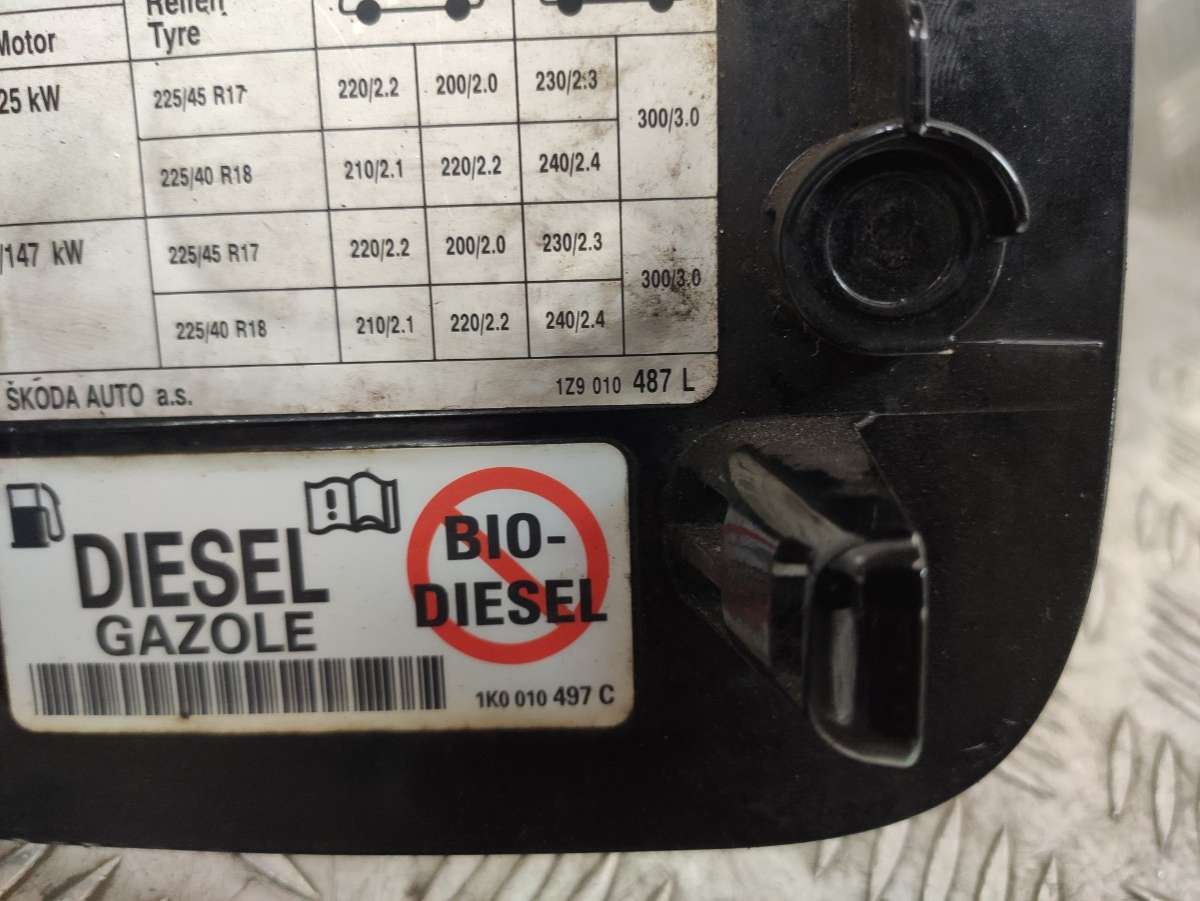 Reifen
Motor Tyre
25 kW 225/45 R17 220/2.2 200/2.0 230/2.3 300/3.0
225/40 R18 210/2.1 220/2.2 240/2.4
/147 kW 225/45 R17 220/2.2 200/2.0 230/2.3 300/3.0
225/40 R18 210/2.1 220/2.2 240/2.4
ŠKODA AUTO a.s. 1Z9 010 487 L
DIESEL
GAZOLE
BIO-
DIESEL
1K0 010 497 C